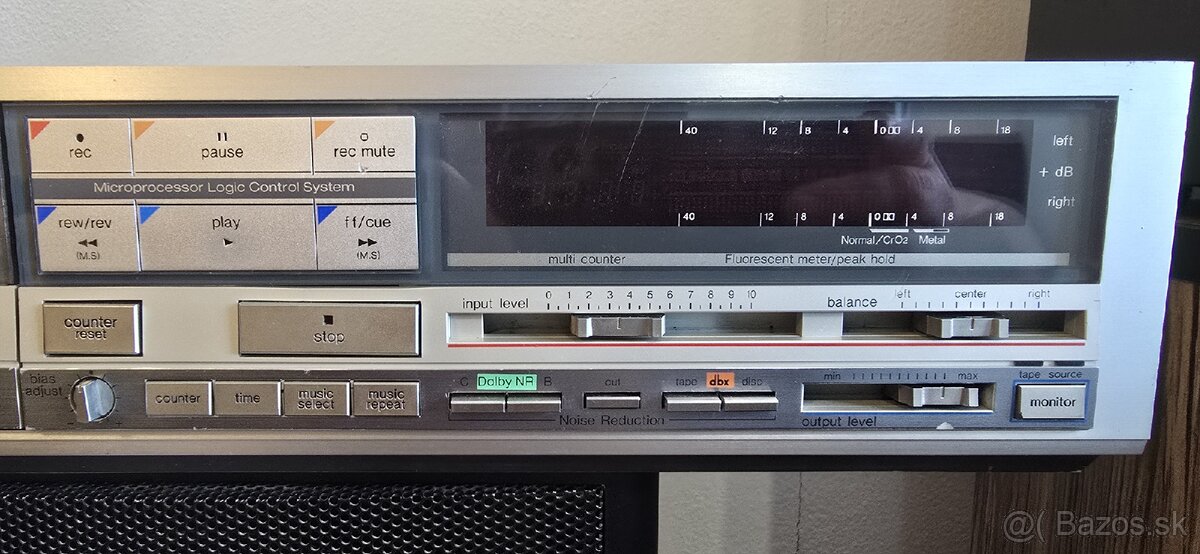 rec
pause
rec mute
Microprocessor Logic Control System
rew/rev
(M.S)
play
ff/cue
(M.S)
40 12 8 4 0 4 8 18
left
+ dB
right
40 12 8 4 0 4 8 18
Normal/CrO2 Metal
multi counter
Fluorescent meter/peak hold
counter
reset
stop
input level
0 1 2 3 4 5 6 7 8 9 10
balance
left center right
bias
adjust
- +
counter
time
music
select
music
repeat
C Dolby NR B
cut
tape dbx disc
Noise Reduction
min max
output level
tape source
monitor
@( Bazos.sk